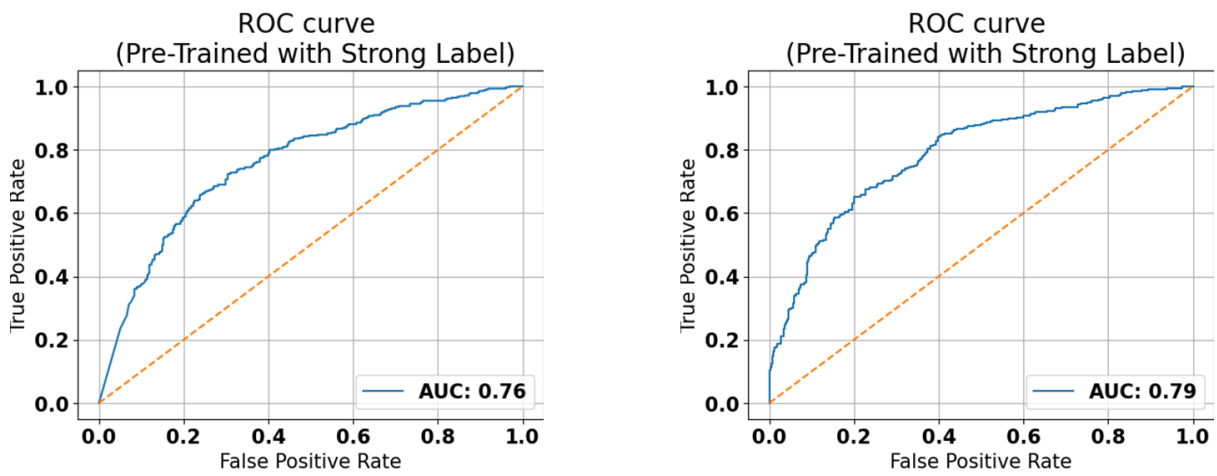 ROC curve
(Pre-Trained with Strong Label)
1.0
0.8
0.6
0.4
0.2
0.0
True Positive Rate
AUC: 0.76
0.0 0.2 0.4 0.6 0.8 1.0
False Positive Rate
ROC curve
(Pre-Trained with Strong Label)
1.0
0.8
0.6
0.4
0.2
0.0
True Positive Rate
AUC: 0.79
0.0 0.2 0.4 0.6 0.8 1.0
False Positive Rate